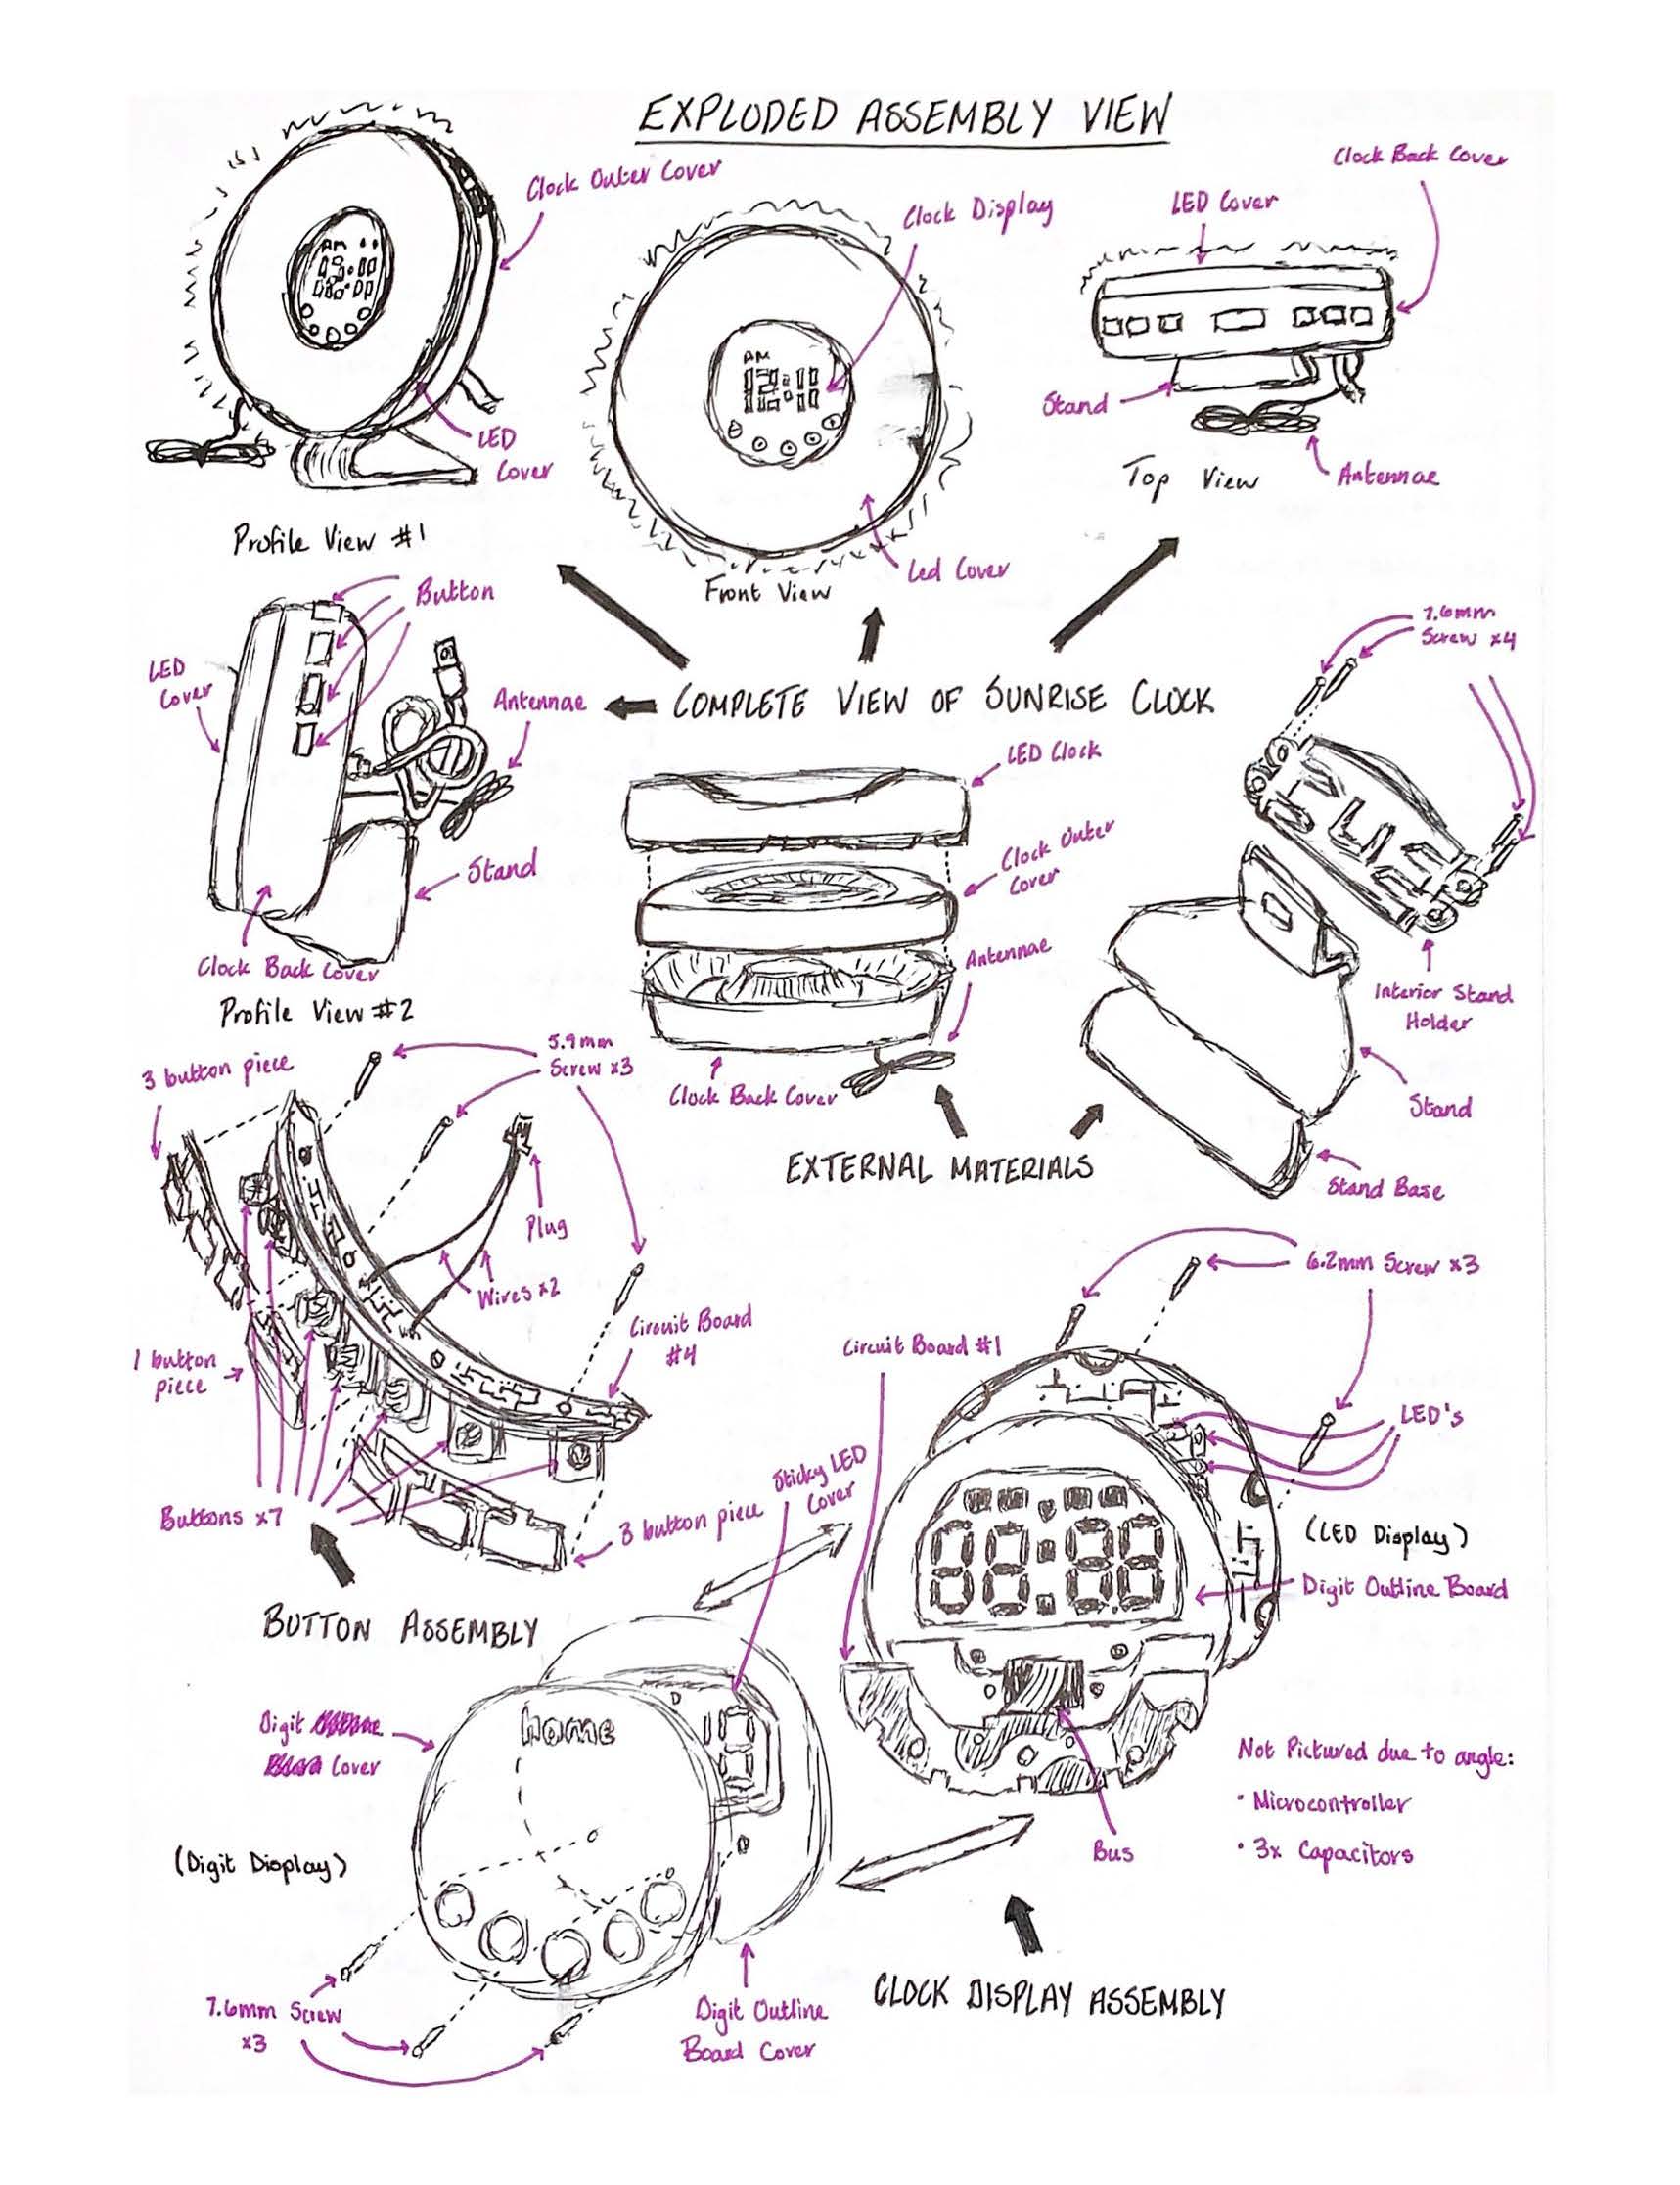 EXPLODED ASSEMBLY VIEW
Clock Outer Cover
AM
LED
Cover
Profile View #1
Clock Display
AM
12:11
Led Cover
Front View
Clock Back Cover
LED Cover
Stand
Antennae
Top View
Button
LED
Cover
Antennae
Stand
Clock Back Cover
Profile View #2
COMPLETE VIEW OF SUNRISE CLOCK
LED Clock
Clock Outer
Cover
Antennae
Clock Back Cover
7.6mm
Screw x4
Interior Stand
Holder
Stand
Stand Base
EXTERNAL MATERIALS
3 button piece
5.9mm
Screw x3
Plug
Wires x2
Circuit Board
#4
1 button
piece
Buttons x7
3 button piece
BUTTON ASSEMBLY
6.2mm Screw x3
Circuit Board #1
LED's
Sticky LED
Cover
88:88
(LED Display)
Digit Outline Board
Digit
Cover
home
(Digit Display)
7.6mm Screw
x3
Digit Outline
Board Cover
Bus
Not Pictured due to angle:
• Microcontroller
• 3x Capacitors
CLOCK DISPLAY ASSEMBLY